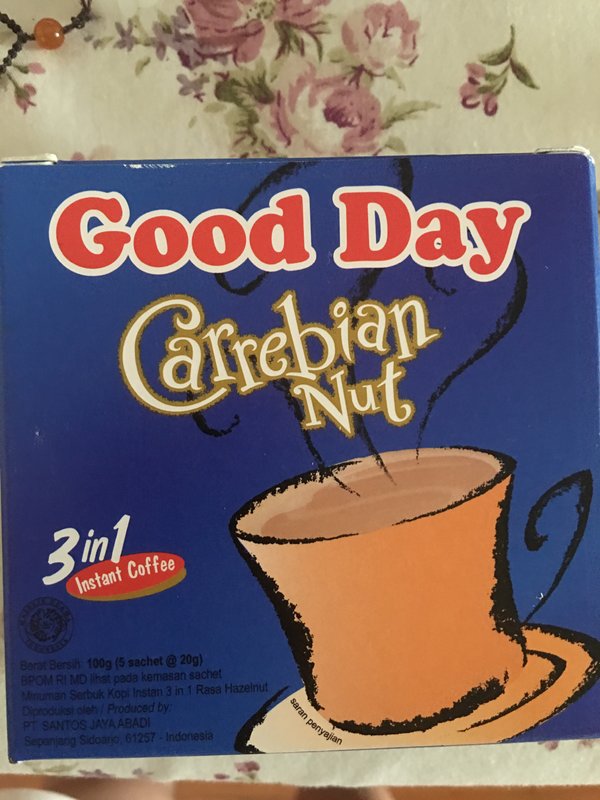 Good Day
Carrebian
Nut
3 in 1
Instant Coffee
Berat Bersih: 100g (5 sachet @ 20g)
BPOM RI MD lihat pada kemasan sachet
Minuman Serbuk Kopi Instan 3 in 1 Rasa Hazelnut
Diproduksi oleh / Produced by:
PT. SANTOS JAYA ABADI
Sepanjang Sidoarjo, 61257 - Indonesia
saran penyajian